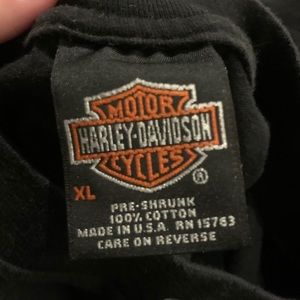 MOTOR
HARLEY-DAVIDSON
CYCLES
®
XL
PRE-SHRUNK
100% COTTON
MADE IN U.S.A. RN 15763
CARE ON REVERSE